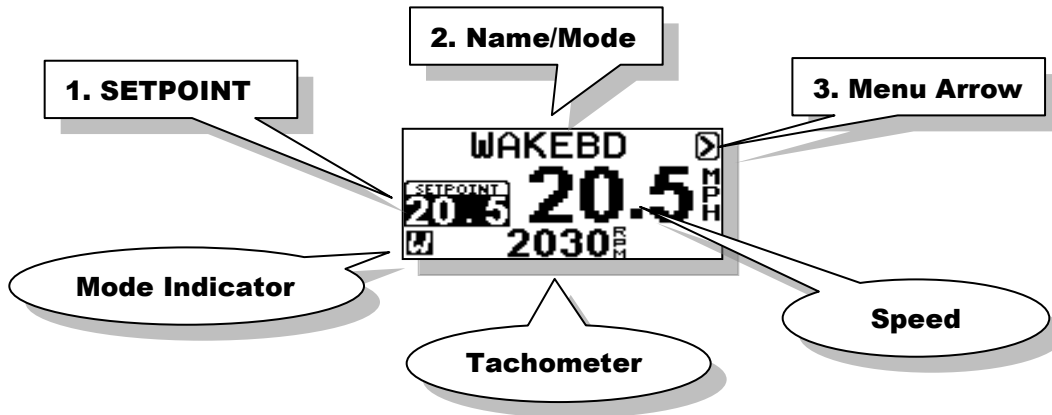 2. Name/Mode
1. SETPOINT
3. Menu Arrow
WAKEBD >
SETPOINT
20.5
20.5 MPH
W
2030 RPM
Mode Indicator
Speed
Tachometer